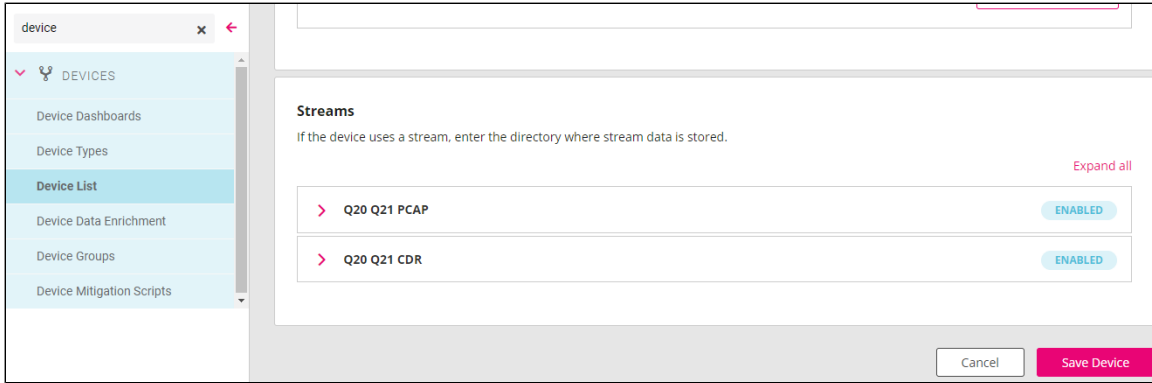 device
DEVICES
Device Dashboards
Device Types
Device List
Device Data Enrichment
Device Groups
Device Mitigation Scripts
Streams
If the device uses a stream, enter the directory where stream data is stored.
Expand all
Q20 Q21 PCAP ENABLED
Q20 Q21 CDR ENABLED
Cancel Save Device